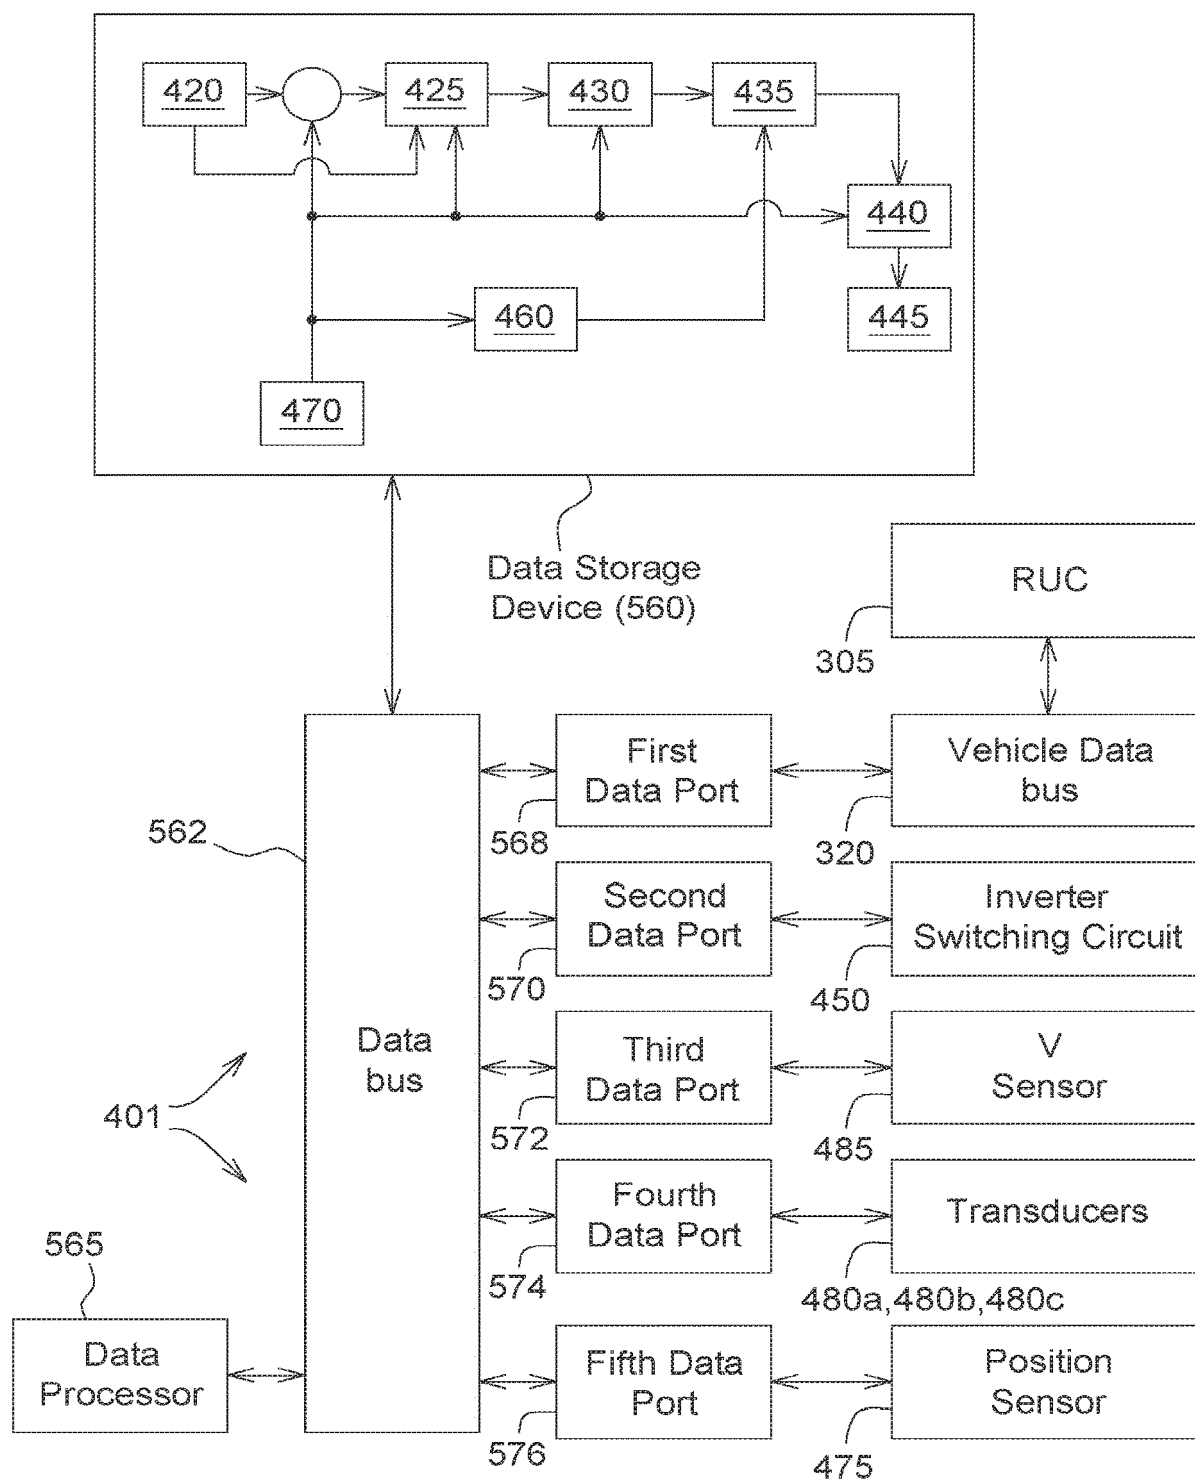 420
425
430
435
440
460
445
470
Data Storage
Device (560)
RUC
305
First
Data Port
Vehicle Data
bus
562
568
320
Second
Data Port
Inverter
Switching Circuit
570
450
Data
bus
Third
Data Port
V
Sensor
401
572
485
Fourth
Data Port
Transducers
565
574
480a,480b,480c
Data
Processor
Fifth Data
Port
Position
Sensor
576
475